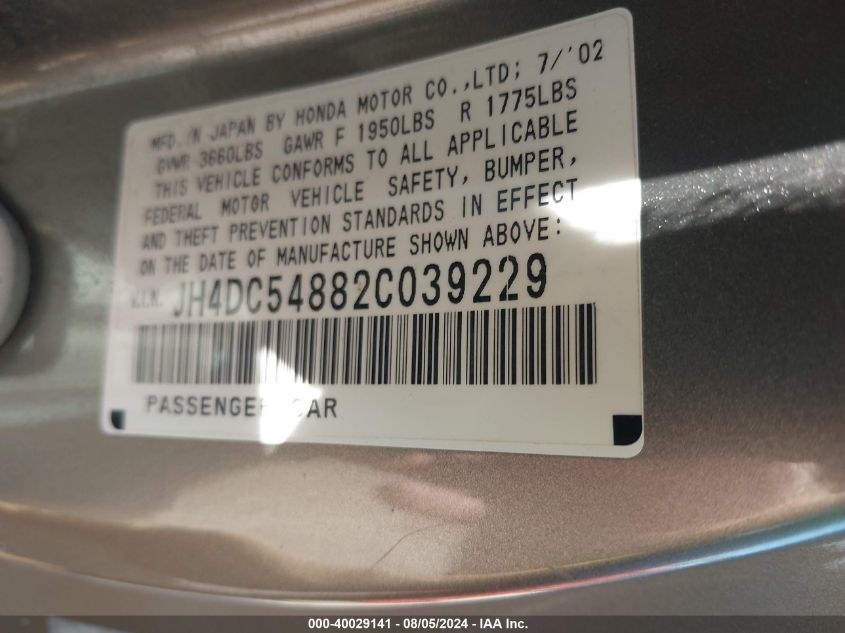 MFD. IN JAPAN BY HONDA MOTOR CO.,LTD; 7/'02
GVWR 3660LBS GAWR F 1950LBS R 1775LBS
THIS VEHICLE CONFORMS TO ALL APPLICABLE
FEDERAL MOTOR VEHICLE SAFETY, BUMPER,
AND THEFT PREVENTION STANDARDS IN EFFECT
ON THE DATE OF MANUFACTURE SHOWN ABOVE:
V.I.N. JH4DC54882C039229
PASSENGER CAR
000-40029141 - 08/05/2024 - IAA Inc.